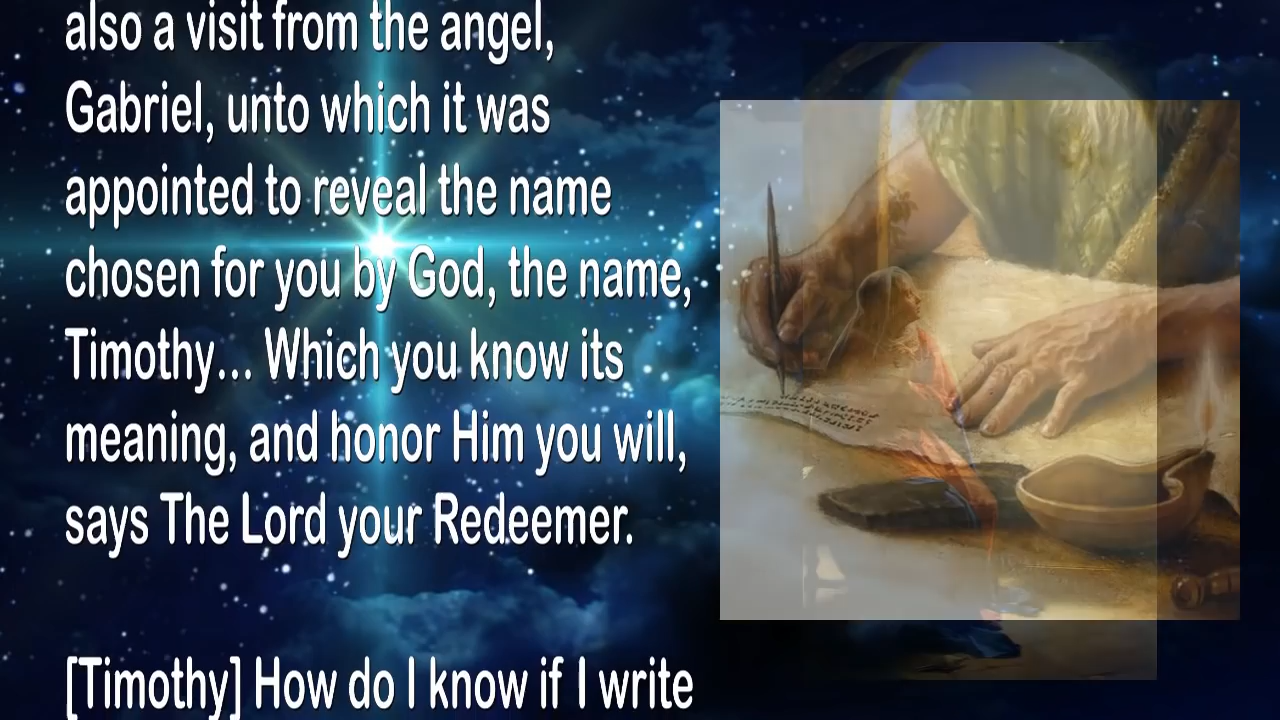 also a visit from the angel,
Gabriel, unto which it was
appointed to reveal the name
chosen for you by God, the name,
Timothy... Which you know its
meaning, and honor Him you will,
says The Lord your Redeemer.
[Timothy] How do I know if I write